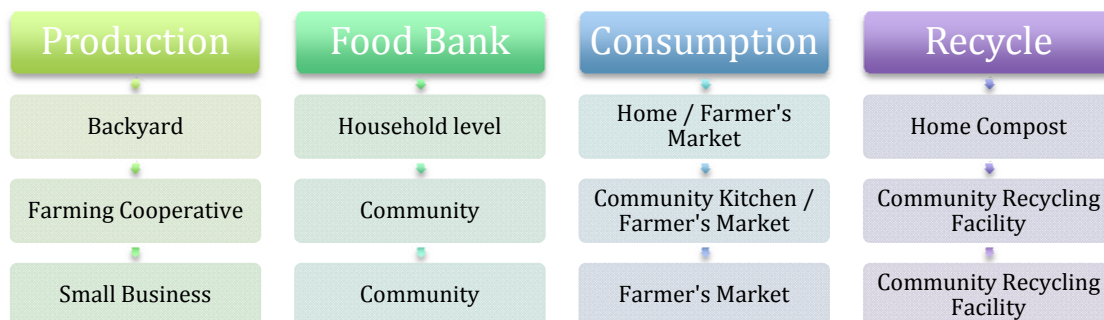 Production
Food Bank
Consumption
Recycle
Backyard
Household level
Home / Farmer's
Market
Home Compost
Farming Cooperative
Community
Community Kitchen /
Farmer's Market
Community Recycling
Facility
Small Business
Community
Farmer's Market
Community Recycling
Facility